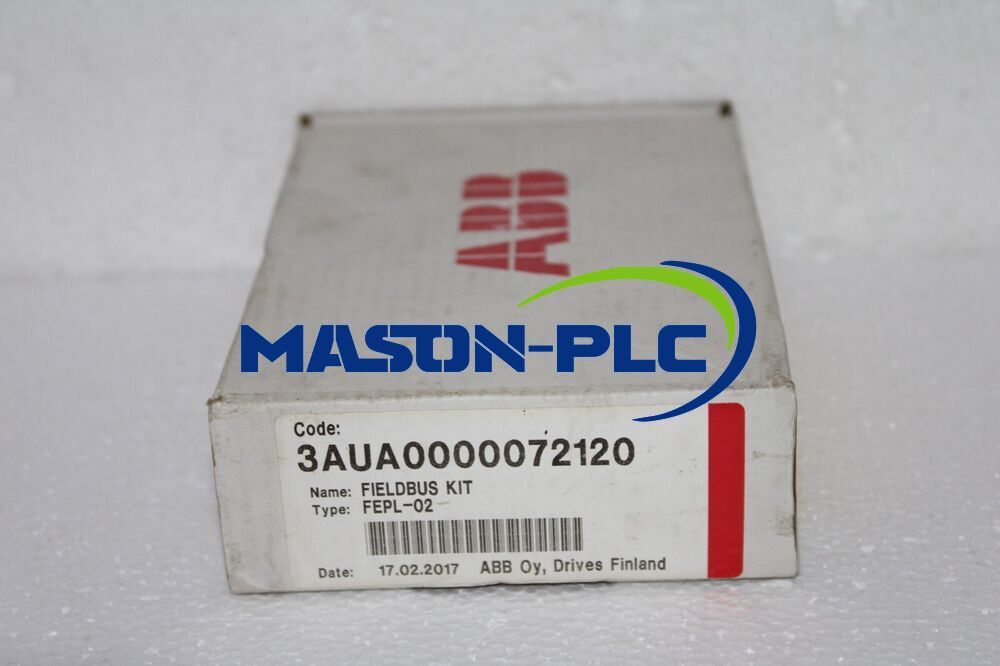 ABB
MASON-PLC
Code:
3AUA0000072120
Name: FIELDBUS KIT
Type: FEPL-02
Date: 17.02.2017 ABB Oy, Drives Finland